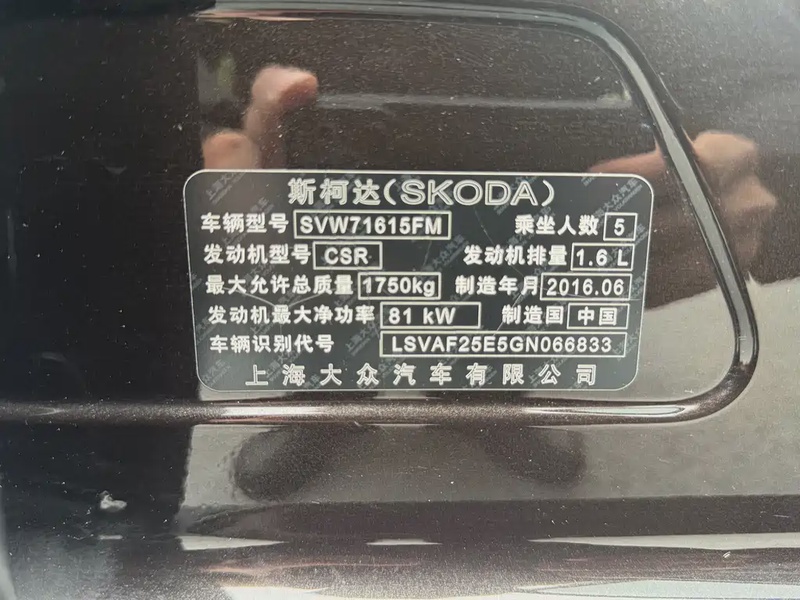 斯柯达(SKODA)
车辆型号 SVW71615FM 乘坐人数 5
发动机型号 CSR 发动机排量 1.6 L
最大允许总质量 1750kg 制造年月 2016.06
发动机最大净功率 81 kW 制造国 中国
车辆识别代号 LSVAF25E5GN066833
上海大众汽车有限公司